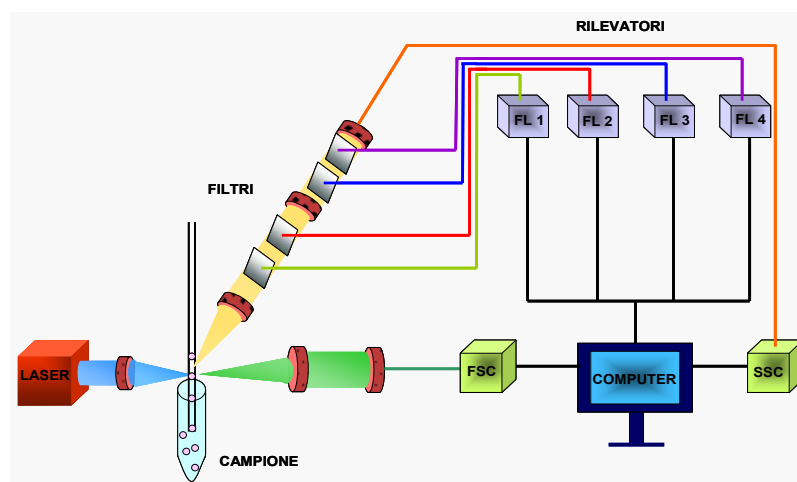 RILEVATORI
FL 1
FL 2
FL 3
FL 4
FILTRI
LASER
FSC
COMPUTER
SSC
CAMPIONE